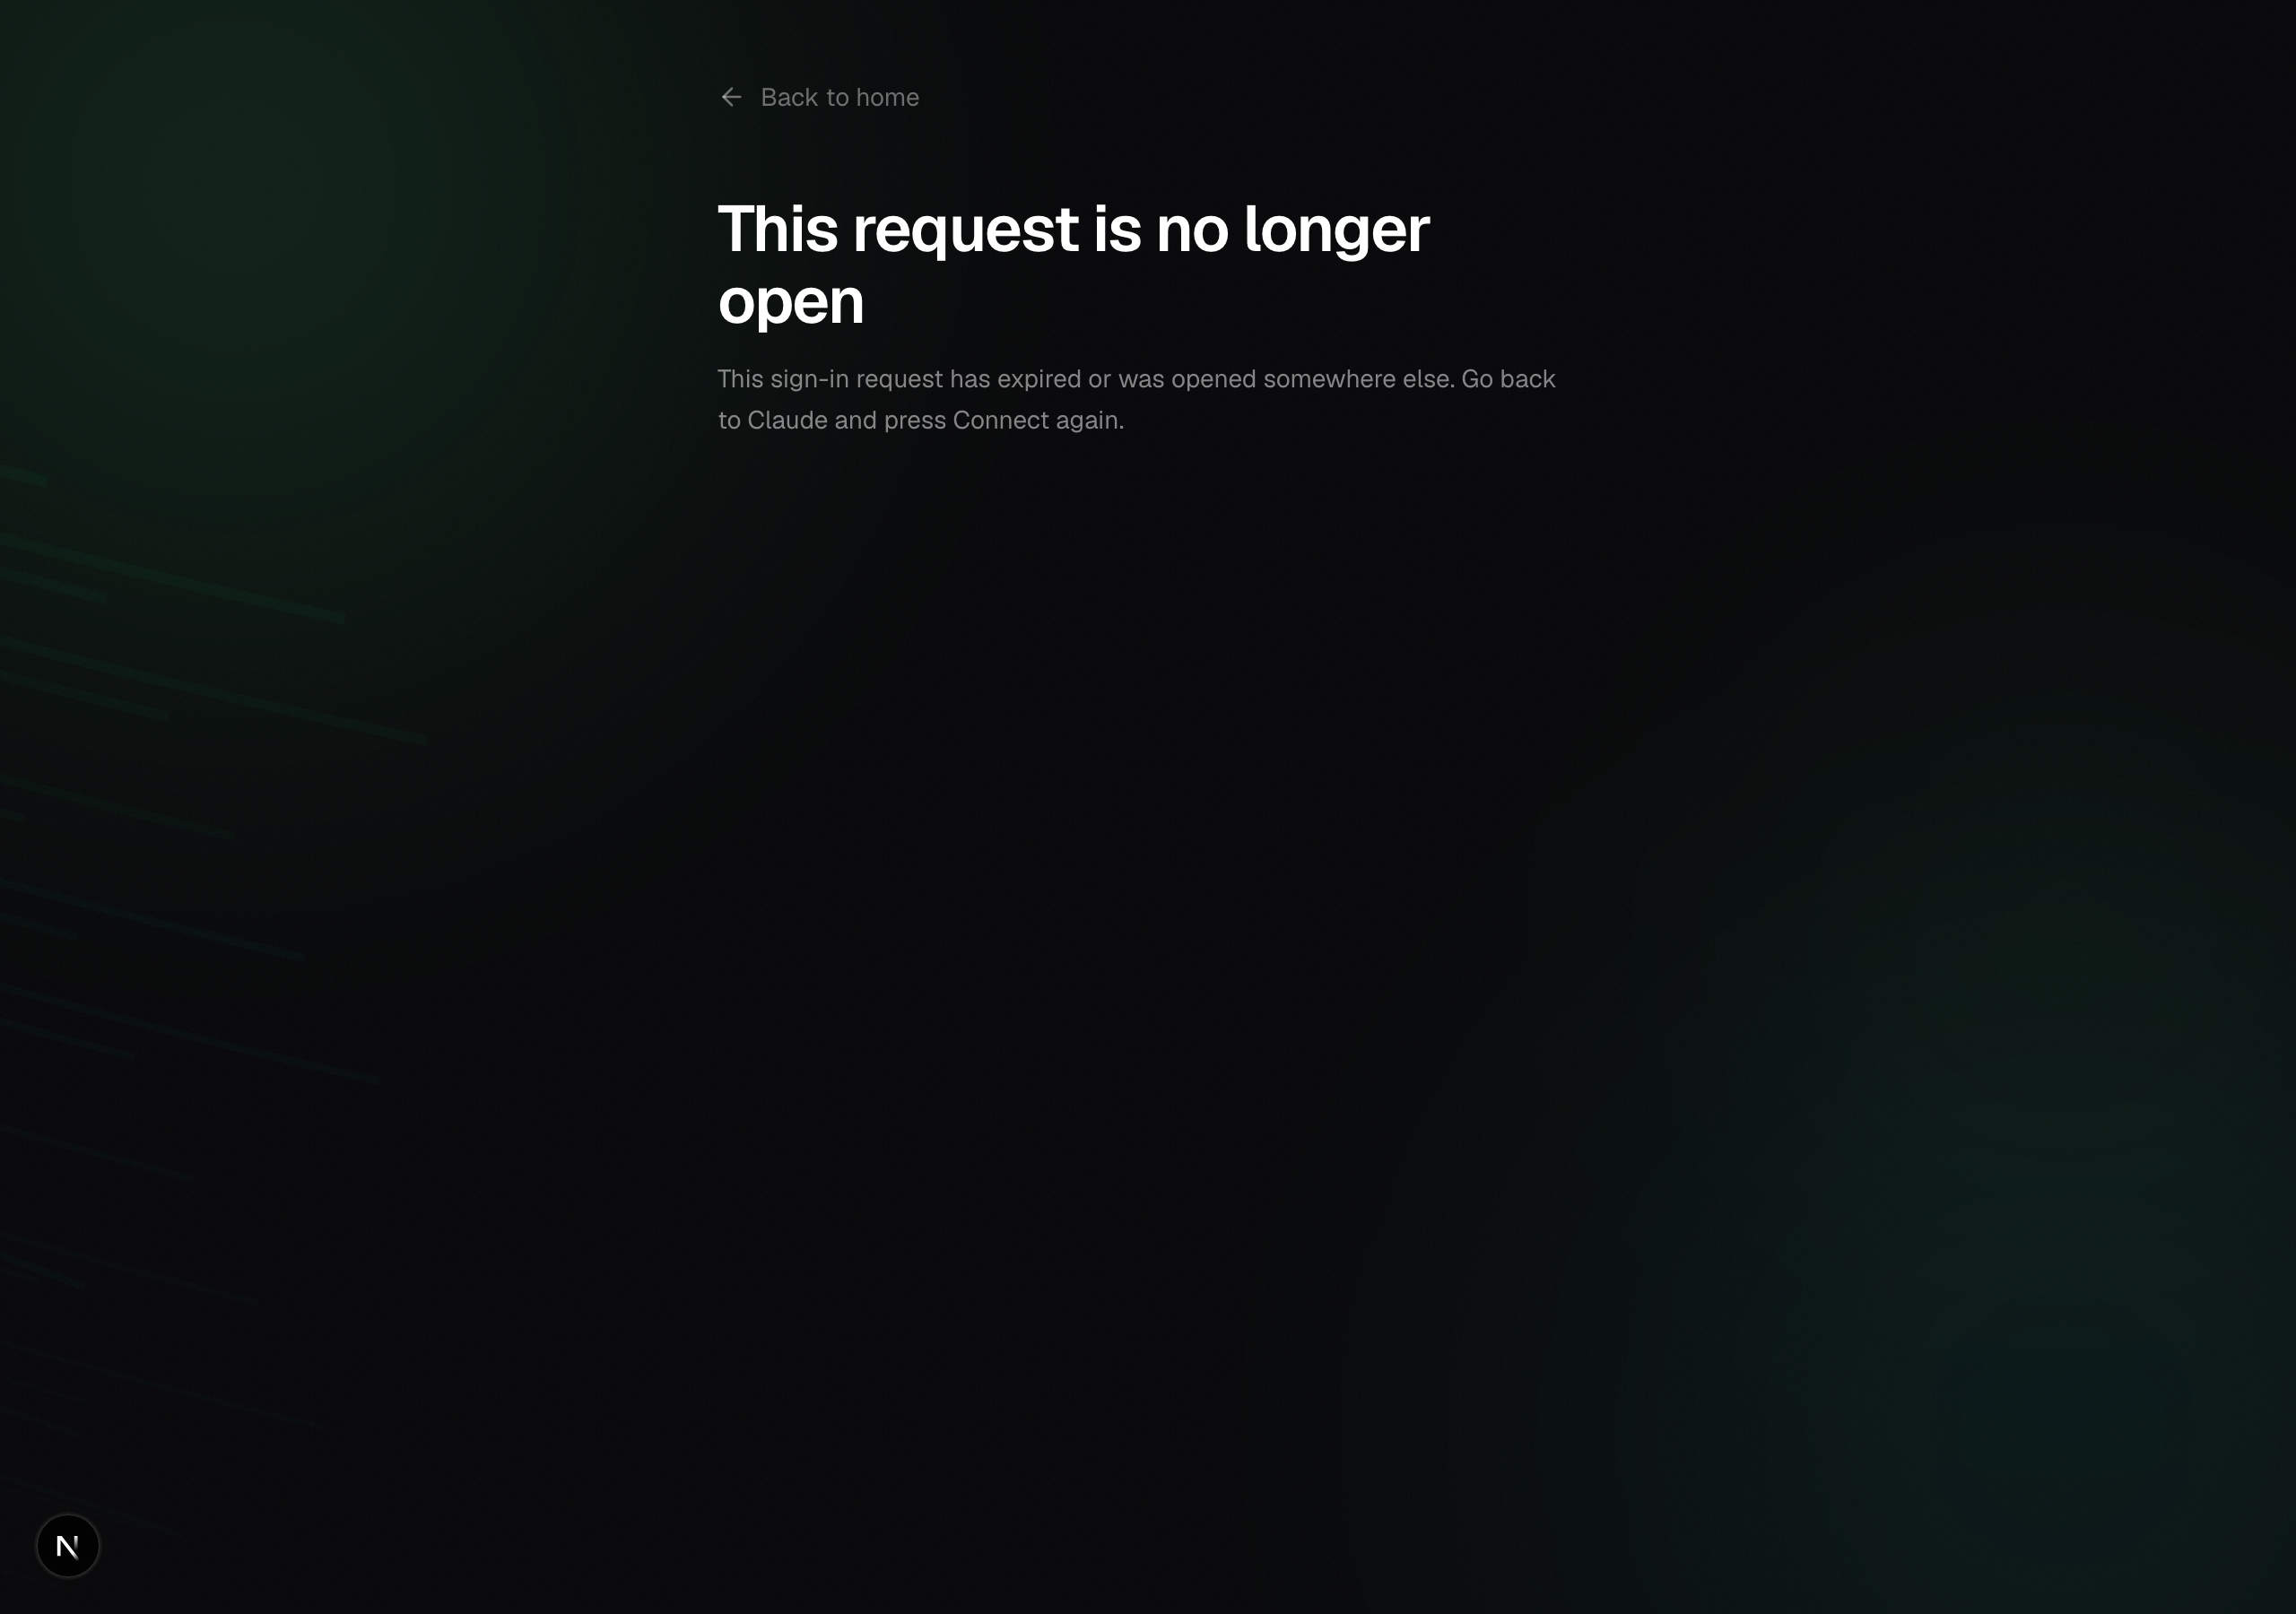 Back to home
This request is no longer
open
This sign-in request has expired or was opened somewhere else. Go back
to Claude and press Connect again.
N